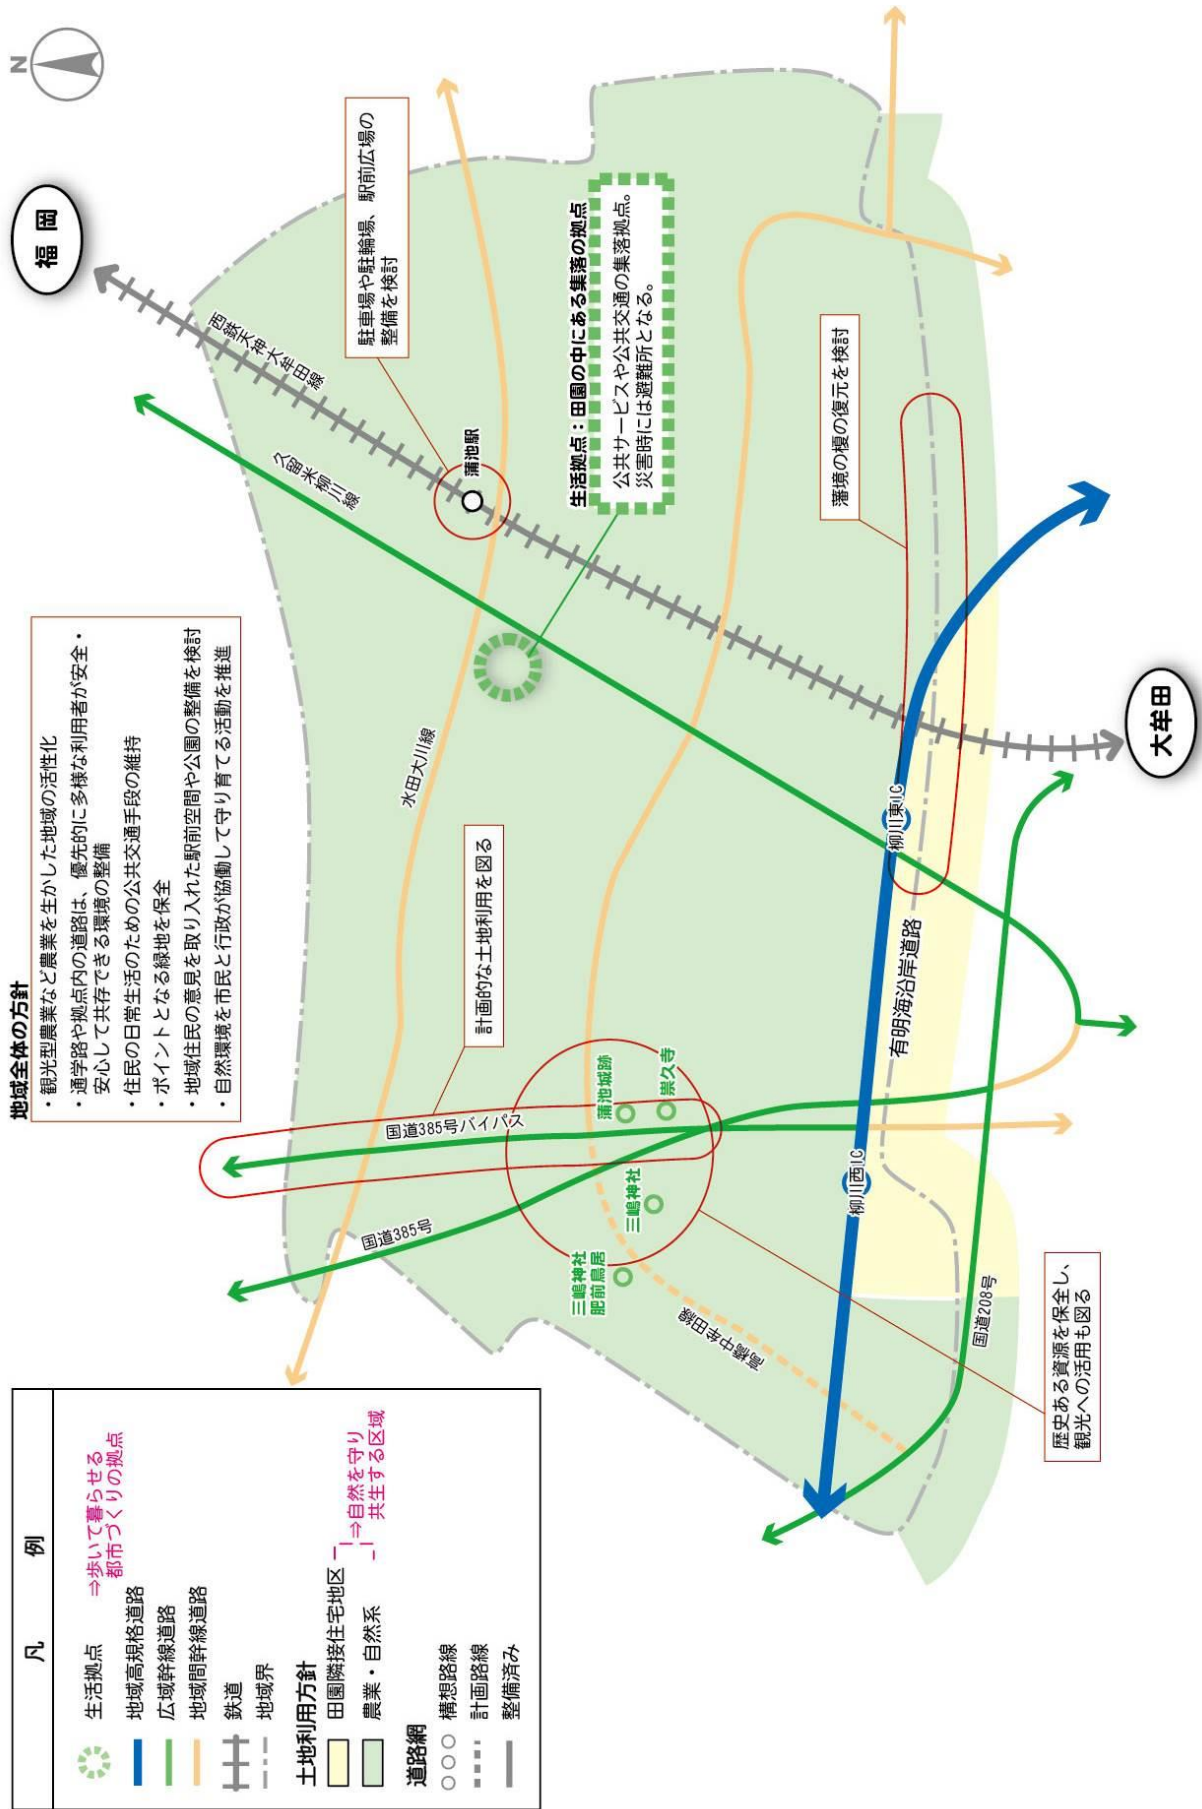 凡　例
生活拠点
⇒歩いて暮らせる
都市づくりの拠点
地域高規格道路
広域幹線道路
地域間幹線道路
鉄道
地域界
土地利用方針
田園隣接住宅地区
農業・自然系
⇒自然を守り
共生する区域
道路網
構想路線
計画路線
整備済み
地域全体の方針
・観光型農業など農業を生かした地域の活性化
・通学路や拠点内の道路は、優先的に多様な利用者が安全・
安心して共存できる環境の整備
・住民の日常生活のための公共交通手段の維持
・ポイントとなる緑地を保全
・地域住民の意見を取り入れた駅前空間や公園の整備を検討
・自然環境を市民と行政が協働して守り育てる活動を推進
N
福岡
西鉄天神大牟田線
久留米柳川線
駐車場や駐輪場、駅前広場の
整備を検討
蒲池駅
水田大川線
計画的な土地利用を図る
国道385号バイパス
国道385号
生活拠点：田園の中にある集落の拠点
公共サービスや公共交通の集落拠点。
災害時には避難所となる。
三嶋神社
肥前鳥居
三嶋神社
蒲池城跡
崇久寺
高橋中牟田線
藩境の榎の復元を検討
柳川西IC
柳川東IC
有明海沿岸道路
国道208号
歴史ある資源を保全し、
観光への活用も図る
大牟田